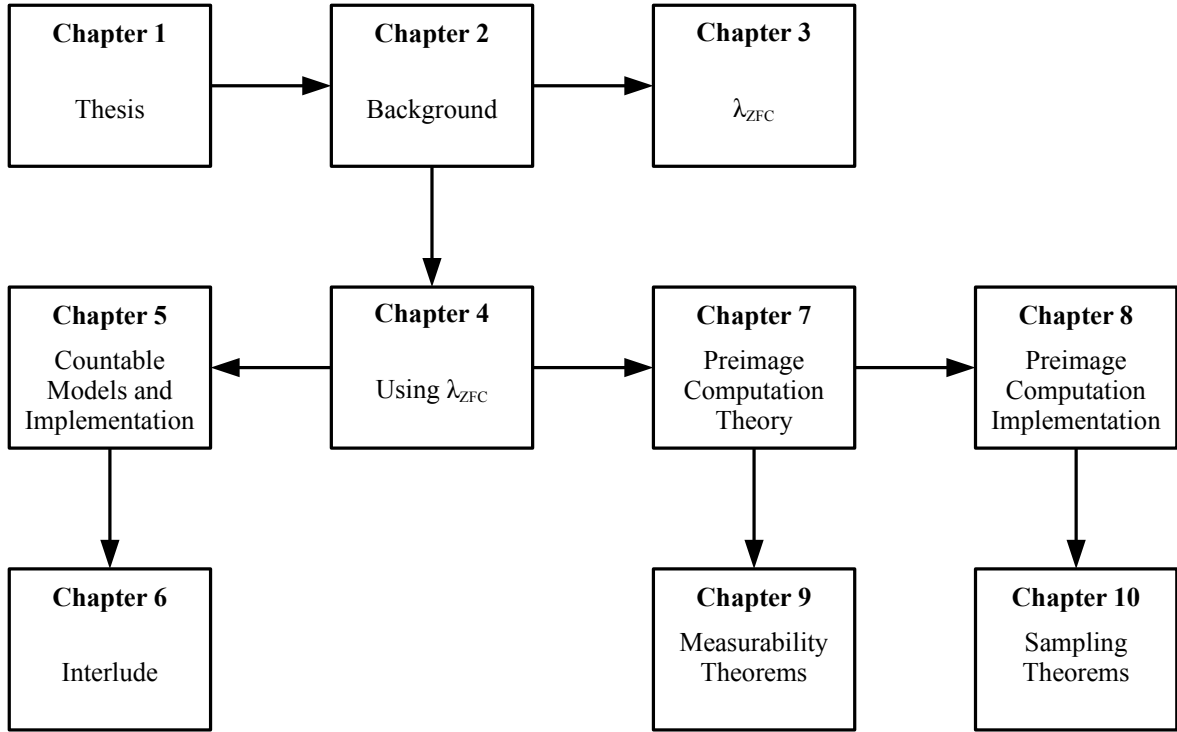 Chapter 1
Thesis
Chapter 2
Background
Chapter 3
λZFC
Chapter 5
Countable
Models and
Implementation
Chapter 4
Using λZFC
Chapter 7
Preimage
Computation
Theory
Chapter 8
Preimage
Computation
Implementation
Chapter 6
Interlude
Chapter 9
Measurability
Theorems
Chapter 10
Sampling
Theorems